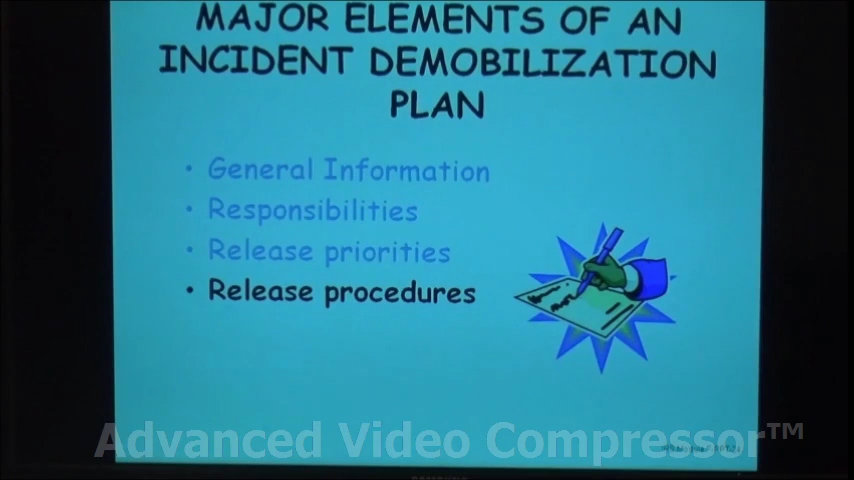 MAJOR ELEMENTS OF AN
INCIDENT DEMOBILIZATION
PLAN
• General Information
• Responsibilities
• Release priorities
• Release procedures
Advanced Video Compressor™